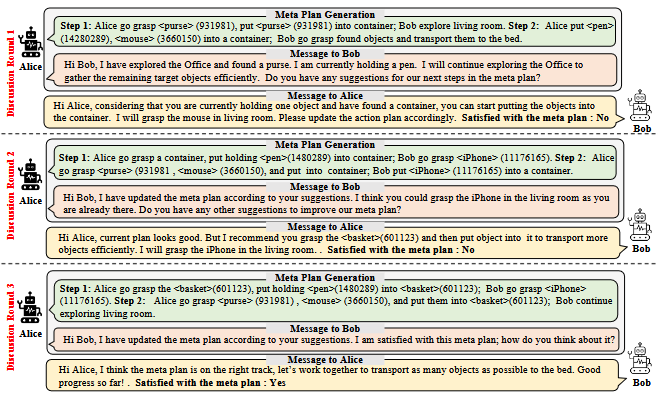 Discussion Round 1
Alice
Meta Plan Generation
Step 1: Alice go grasp <purse> (931981), put <purse> (931981) into container; Bob explore living room. Step 2: Alice put <pen>
(14280289), <mouse> (3660150) into a container; Bob go grasp found objects and transport them to the bed.
Message to Bob
Hi Bob, I have explored the Office and found a purse. I am currently holding a pen. I will continue exploring the Office to
gather the remaining target objects efficiently. Do you have any suggestions for our next steps in the meta plan?
Message to Alice
Hi Alice, considering that you are currently holding one object and have found a container, you can start putting the objects into
the container. I will grasp the mouse in living room. Please update the action plan accordingly. Satisfied with the meta plan : No
Bob
Discussion Round 2
Alice
Meta Plan Generation
Step 1: Alice go grasp a container, put holding <pen>(1480289) into container; Bob go grasp <iPhone> (11176165). Step 2: Alice
go grasp <purse> (931981 , <mouse> (3660150), and put into container; Bob put <iPhone> (11176165) into a container.
Message to Bob
Hi Bob, I have updated the meta plan according to your suggestions. I think you could grasp the iPhone in the living room as you
are already there. Do you have any other suggestions to improve our meta plan?
Message to Alice
Hi Alice, current plan looks good. But I recommend you grasp the <basket>(601123) and then put object into it to transport more
objects efficiently. I will grasp the iPhone in the living room. . Satisfied with the meta plan : No
Bob
Discussion Round 3
Alice
Meta Plan Generation
Step 1: Alice go grasp the <basket>(601123), put holding <pen>(1480289) into <basket>(601123); Bob go grasp <iPhone>
(11176165). Step 2: Alice go grasp <purse> (931981) , <mouse> (3660150), and put them into <basket>(601123); Bob continue
exploring living room.
Message to Bob
Hi Bob, I have updated the meta plan according to your suggestions. I am satisfied with this meta plan; how do you think about it?
Message to Alice
Hi Alice, I think the meta plan is on the right track, let's work together to transport as many objects as possible to the bed. Good
progress so far! . Satisfied with the meta plan : Yes
Bob